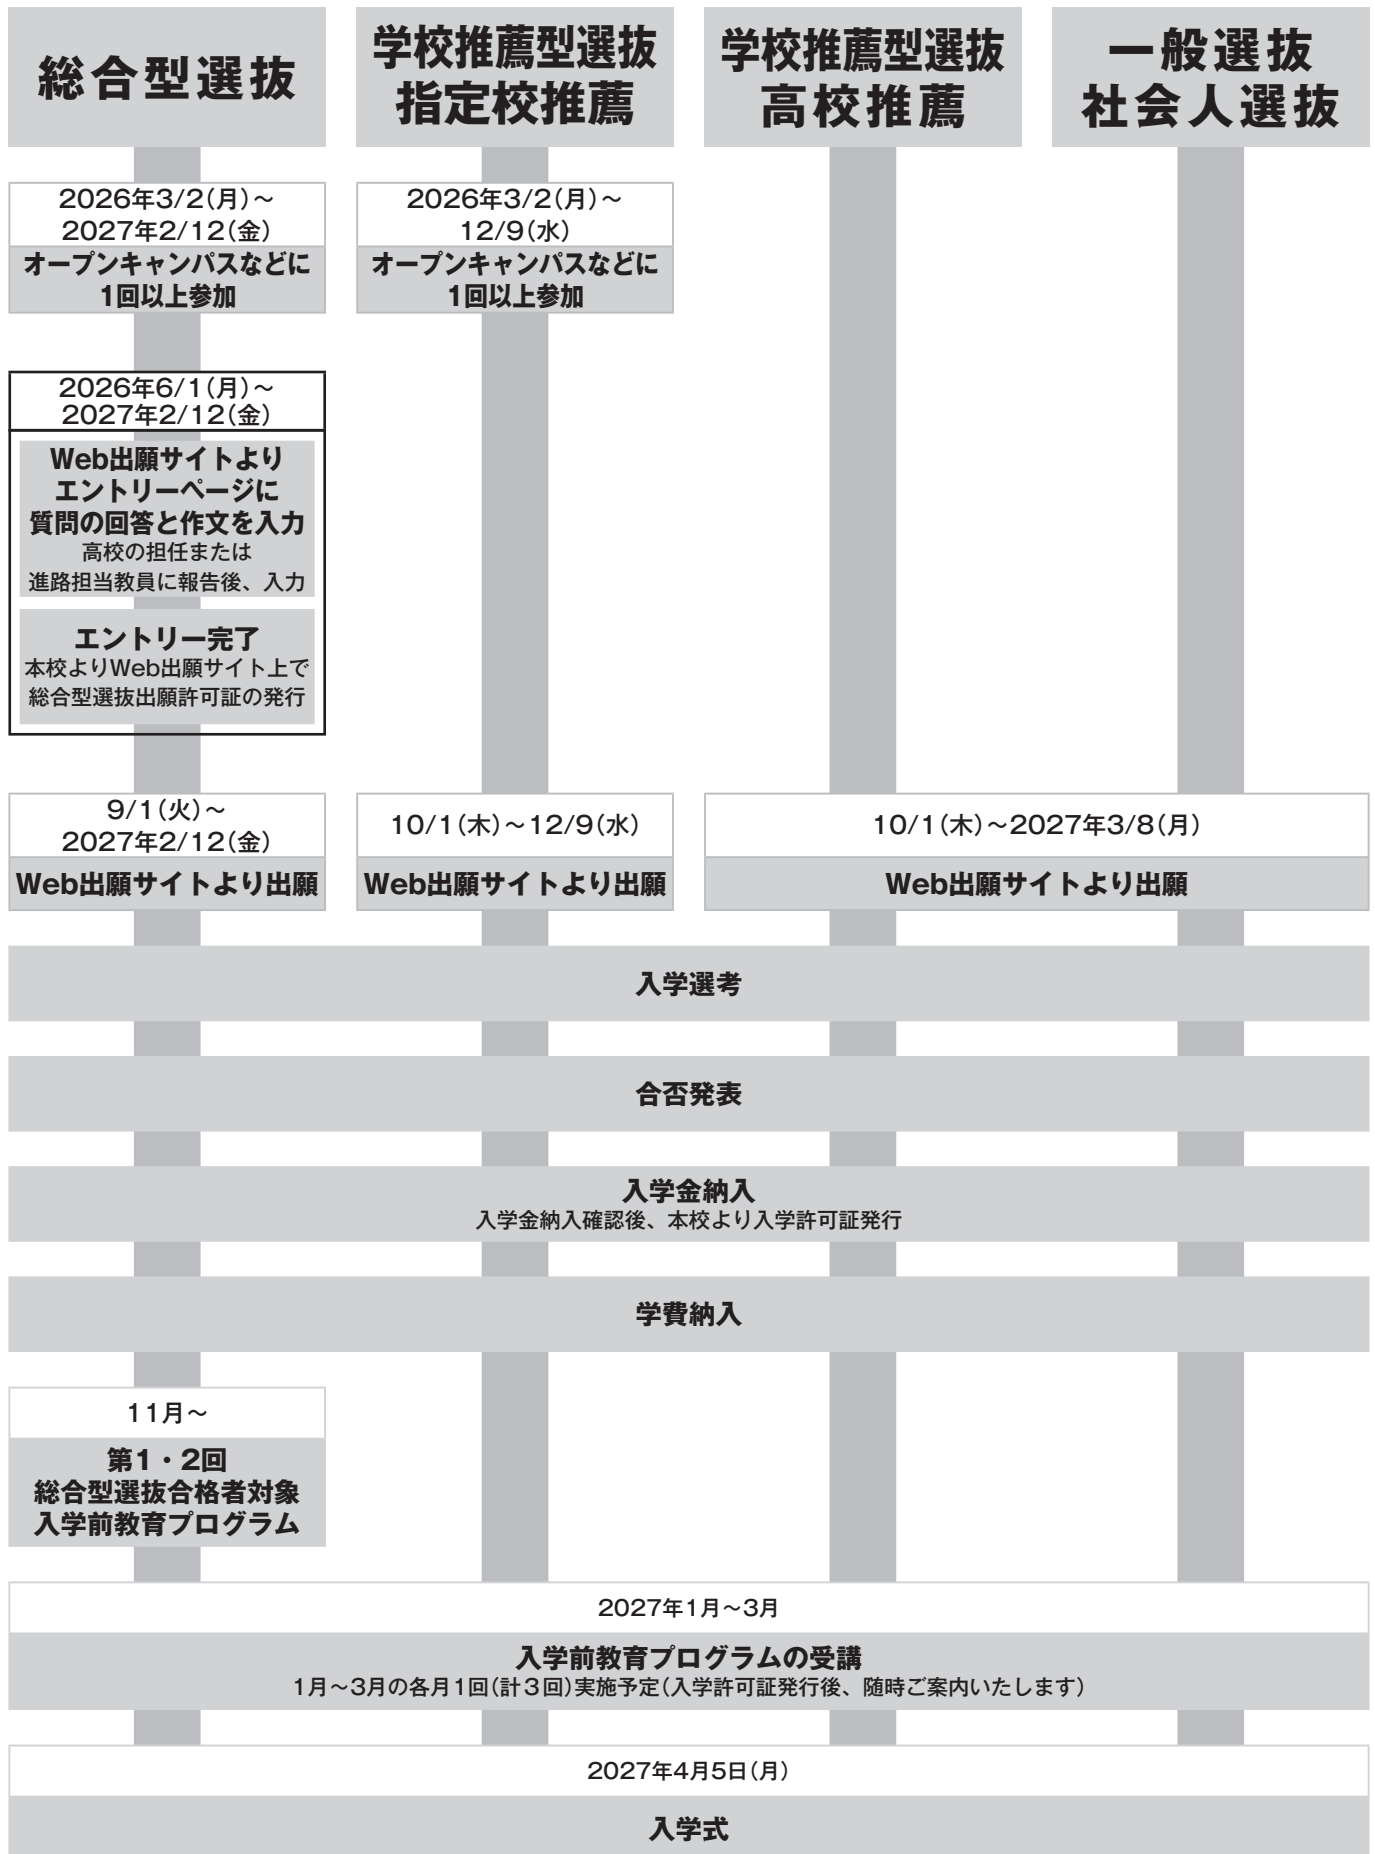 総合型選抜
学校推薦型選抜
指定校推薦
学校推薦型選抜
高校推薦
一般選抜
社会人選抜
2026年3/2(月)～
2027年2/12(金)
オープンキャンパスなどに
1回以上参加
2026年3/2(月)～
12/9(水)
オープンキャンパスなどに
1回以上参加
2026年6/1(月)～
2027年2/12(金)
Web出願サイトより
エントリーページに
質問の回答と作文を入力
高校の担任または
進路担当教員に報告後、入力
エントリー完了
本校よりWeb出願サイト上で
総合型選抜出願許可証の発行
9/1(火)～
2027年2/12(金)
Web出願サイトより出願
10/1(木)～12/9(水)
Web出願サイトより出願
10/1(木)～2027年3/8(月)
Web出願サイトより出願
入学選考
合否発表
入学金納入
入学金納入確認後、本校より入学許可証発行
学費納入
11月～
第1・2回
総合型選抜合格者対象
入学前教育プログラム
2027年1月～3月
入学前教育プログラムの受講
1月～3月の各月1回(計３回)実施予定(入学許可証発行後、随時ご案内いたします)
2027年4月5日(月)
入学式